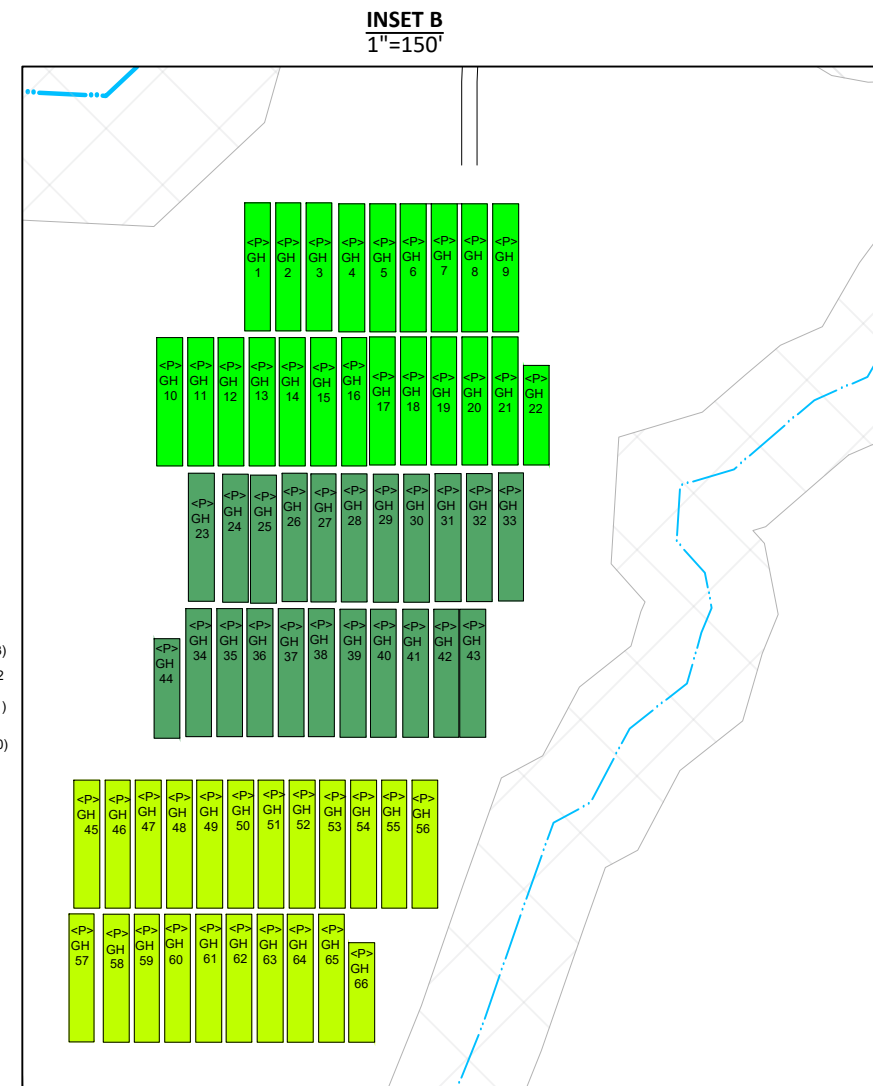 INSET B
1"=150'
<P>
GH
1
<P>
GH
2
<P>
GH
3
<P>
GH
4
<P>
GH
5
<P>
GH
6
<P>
GH
7
<P>
GH
8
<P>
GH
9
<P>
GH
10
<P>
GH
11
<P>
GH
12
<P>
GH
13
<P>
GH
14
<P>
GH
15
<P>
GH
16
<P>
GH
17
<P>
GH
18
<P>
GH
19
<P>
GH
20
<P>
GH
21
<P>
GH
22
<P>
GH
23
<P>
GH
24
<P>
GH
25
<P>
GH
26
<P>
GH
27
<P>
GH
28
<P>
GH
29
<P>
GH
30
<P>
GH
31
<P>
GH
32
<P>
GH
33
<P>
GH
34
<P>
GH
35
<P>
GH
36
<P>
GH
37
<P>
GH
38
<P>
GH
39
<P>
GH
40
<P>
GH
41
<P>
GH
42
<P>
GH
43
<P>
GH
44
<P>
GH
45
<P>
GH
46
<P>
GH
47
<P>
GH
48
<P>
GH
49
<P>
GH
50
<P>
GH
51
<P>
GH
52
<P>
GH
53
<P>
GH
54
<P>
GH
55
<P>
GH
56
<P>
GH
57
<P>
GH
58
<P>
GH
59
<P>
GH
60
<P>
GH
61
<P>
GH
62
<P>
GH
63
<P>
GH
64
<P>
GH
65
<P>
GH
66